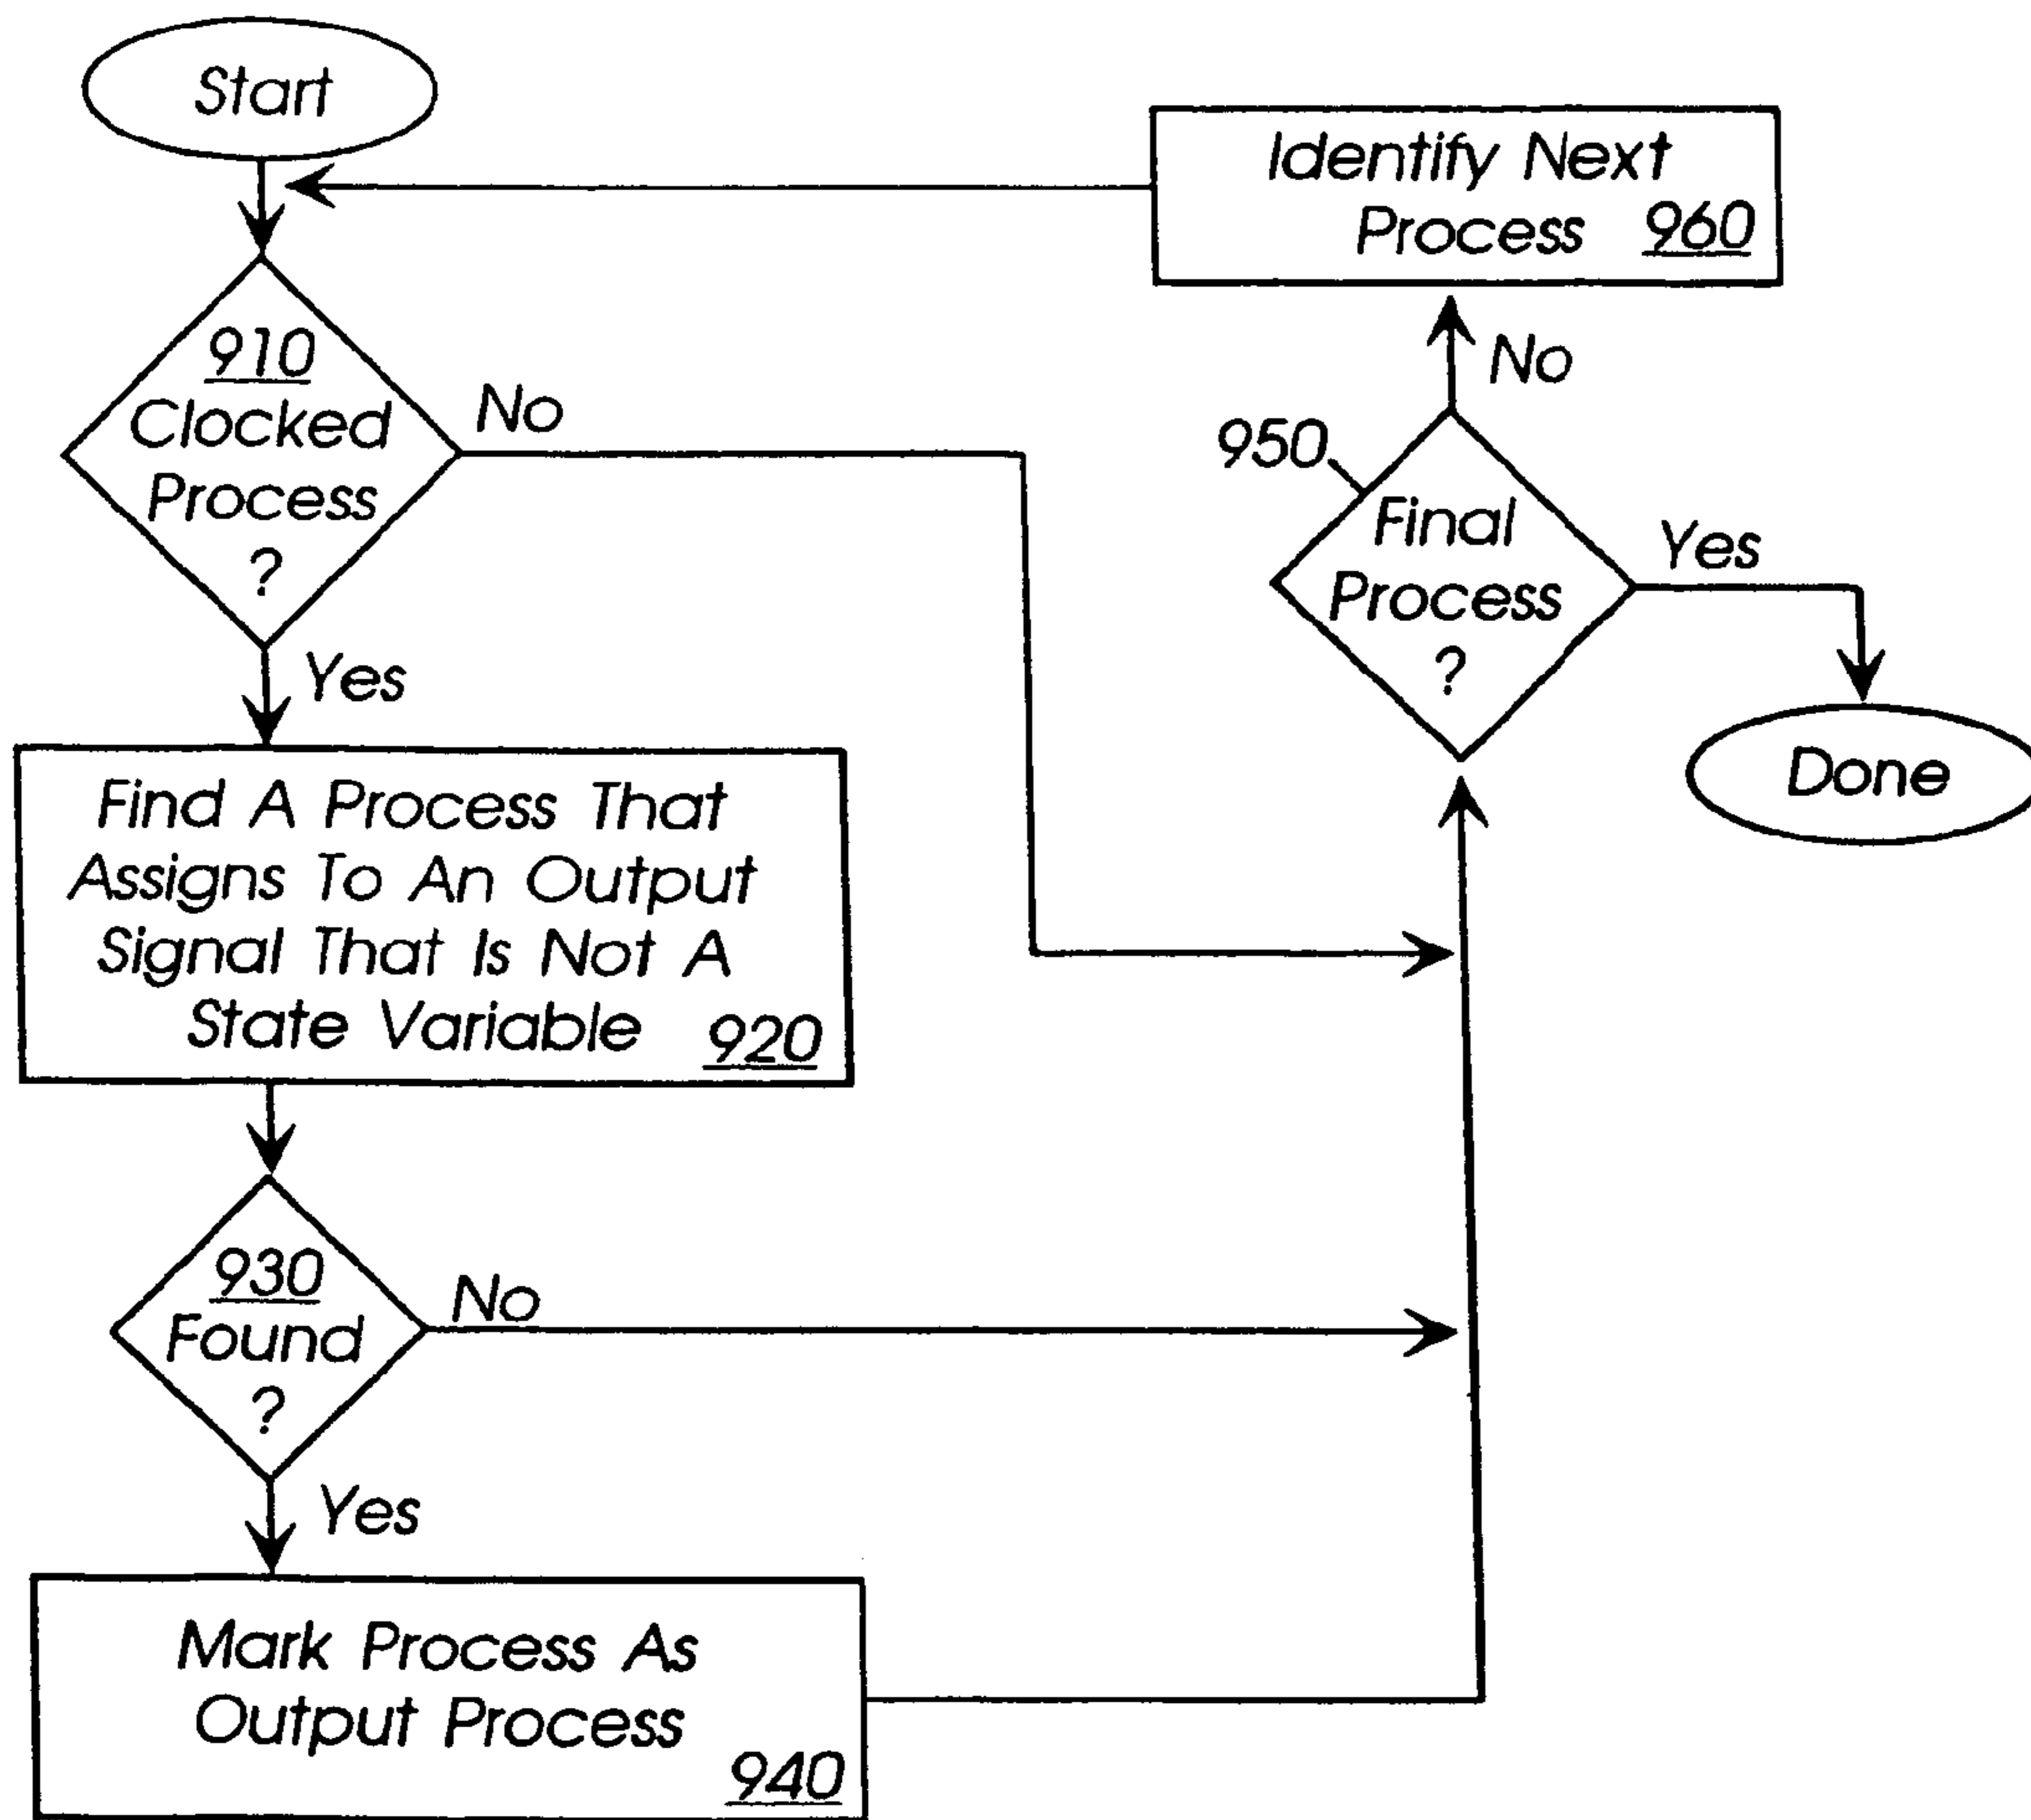 Start
Identify Next
Process 960
910
Clocked
Process
?
No
Yes
No
950
Final
Process
?
Yes
Done
Find A Process That
Assigns To An Output
Signal That Is Not A
State Variable 920
930
Found
?
No
Yes
Mark Process As
Output Process
940